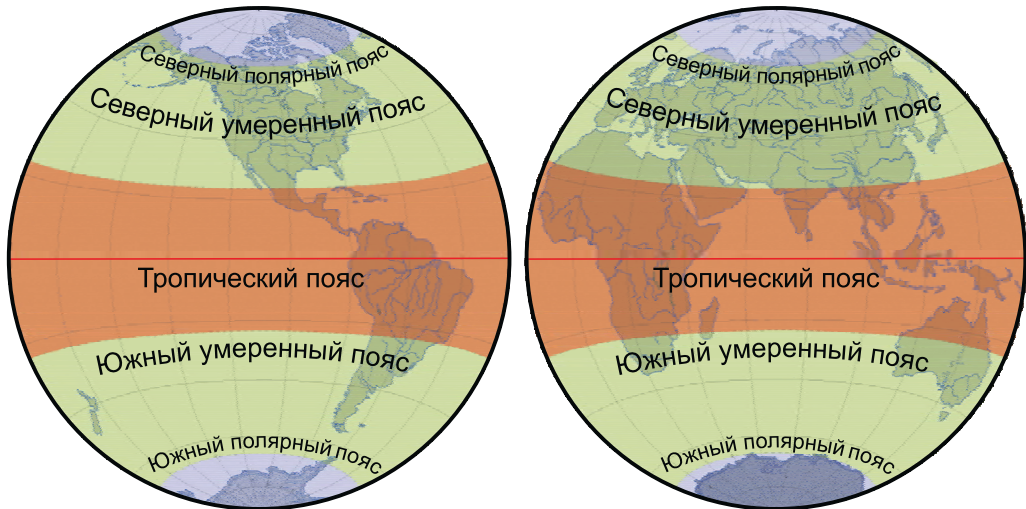 Северный полярный пояс
Северный умеренный пояс
Тропический пояс
Южный умеренный пояс
Южный полярный пояс
Северный полярный пояс
Северный умеренный пояс
Тропический пояс
Южный умеренный пояс
Южный полярный пояс